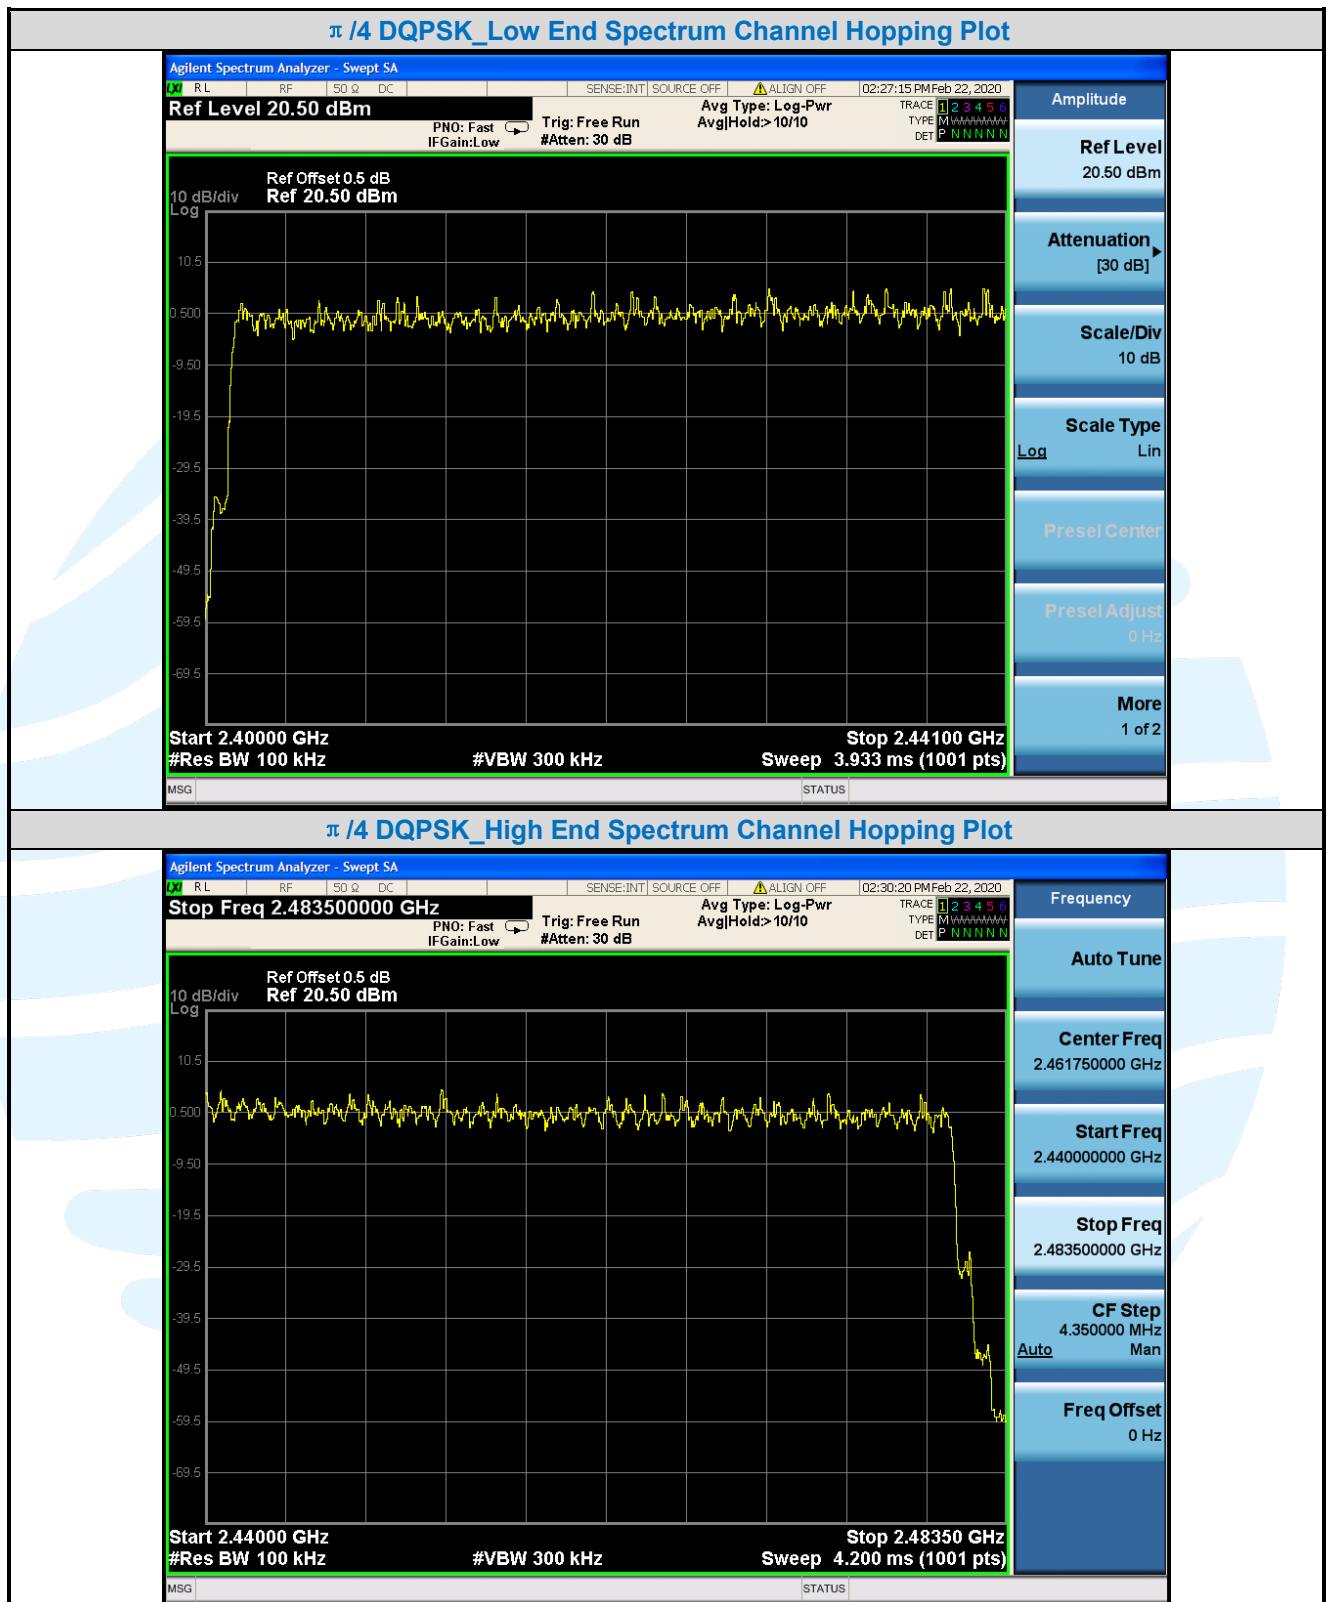 π /4 DQPSK_Low End Spectrum Channel Hopping Plot
Agilent Spectrum Analyzer - Swept SA
LXI RL RF 50 Ω DC SENSE:INT SOURCE OFF ALIGN OFF 02:27:15 PM Feb 22, 2020
Ref Level 20.50 dBm
PNO: Fast
IFGain:Low
Trig: Free Run
#Atten: 30 dB
Avg Type: Log-Pwr
Avg|Hold:> 10/10
TRACE 1 2 3 4 5 6
TYPE M
DET P N N N N N
Ref Offset 0.5 dB
10 dB/div Ref 20.50 dBm
Log
10.5
0.500
-9.50
-19.5
-29.5
-39.5
-49.5
-59.5
-69.5
Start 2.40000 GHz Stop 2.44100 GHz
#Res BW 100 kHz #VBW 300 kHz Sweep 3.933 ms (1001 pts)
MSG STATUS
Amplitude
Ref Level
20.50 dBm
Attenuation
[30 dB]
Scale/Div
10 dB
Scale Type
Log Lin
Presel Center
Presel Adjust
0 Hz
More
1 of 2
π /4 DQPSK_High End Spectrum Channel Hopping Plot
Agilent Spectrum Analyzer - Swept SA
LXI RL RF 50 Ω DC SENSE:INT SOURCE OFF ALIGN OFF 02:30:20 PM Feb 22, 2020
Stop Freq 2.483500000 GHz
PNO: Fast
IFGain:Low
Trig: Free Run
#Atten: 30 dB
Avg Type: Log-Pwr
Avg|Hold:> 10/10
TRACE 1 2 3 4 5 6
TYPE M
DET P N N N N N
Ref Offset 0.5 dB
10 dB/div Ref 20.50 dBm
Log
10.5
0.500
-9.50
-19.5
-29.5
-39.5
-49.5
-59.5
-69.5
Start 2.44000 GHz Stop 2.48350 GHz
#Res BW 100 kHz #VBW 300 kHz Sweep 4.200 ms (1001 pts)
MSG STATUS
Frequency
Auto Tune
Center Freq
2.461750000 GHz
Start Freq
2.440000000 GHz
Stop Freq
2.483500000 GHz
CF Step
4.350000 MHz
Auto Man
Freq Offset
0 Hz